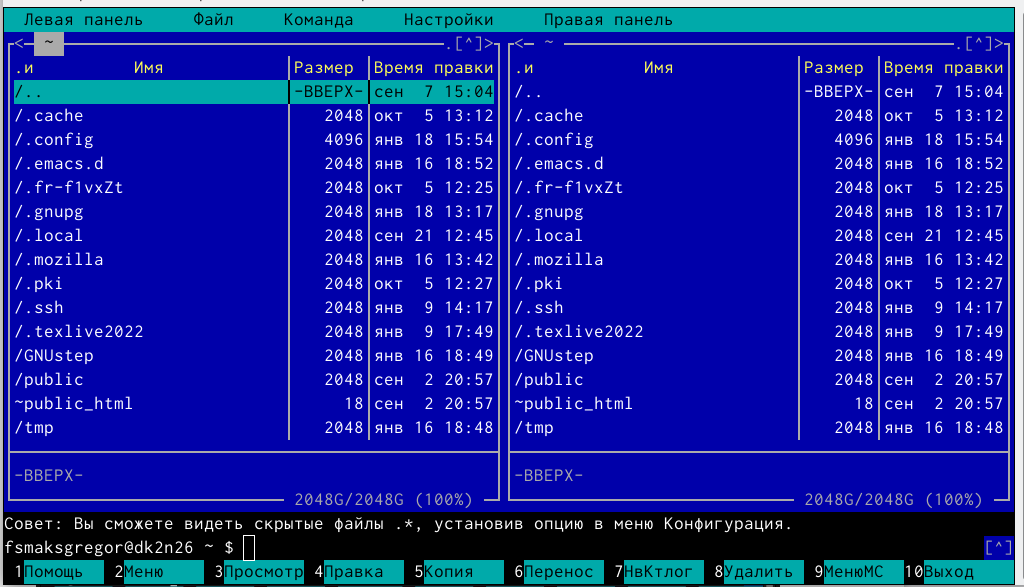 Левая панель Файл Команда Настройки Правая панель
<- ~ .[^]> <- ~ .[^]>
.и Имя Размер Время правки .и Имя Размер Время правки
/.. -ВВЕРХ- сен 7 15:04 /.. -ВВЕРХ- сен 7 15:04
/.cache 2048 окт 5 13:12 /.cache 2048 окт 5 13:12
/.config 4096 янв 18 15:54 /.config 4096 янв 18 15:54
/.emacs.d 2048 янв 16 18:52 /.emacs.d 2048 янв 16 18:52
/.fr-f1vxZt 2048 окт 5 12:25 /.fr-f1vxZt 2048 окт 5 12:25
/.gnupg 2048 янв 18 13:17 /.gnupg 2048 янв 18 13:17
/.local 2048 сен 21 12:45 /.local 2048 сен 21 12:45
/.mozilla 2048 янв 16 13:42 /.mozilla 2048 янв 16 13:42
/.pki 2048 окт 5 12:27 /.pki 2048 окт 5 12:27
/.ssh 2048 янв 9 14:17 /.ssh 2048 янв 9 14:17
/.texlive2022 2048 янв 9 17:49 /.texlive2022 2048 янв 9 17:49
/GNUstep 2048 янв 16 18:49 /GNUstep 2048 янв 16 18:49
/public 2048 сен 2 20:57 /public 2048 сен 2 20:57
~public_html 18 сен 2 20:57 ~public_html 18 сен 2 20:57
/tmp 2048 янв 16 18:48 /tmp 2048 янв 16 18:48
-ВВЕРХ- -ВВЕРХ-
2048G/2048G (100%) 2048G/2048G (100%)
Совет: Вы сможете видеть скрытые файлы .*, установив опцию в меню Конфигурация.
fsmaksgregor@dk2n26 ~ $ [^]
1Помощь 2Меню 3Просмотр 4Правка 5Копия 6Перенос 7НвКтлог 8Удалить 9МенюMC 10Выход